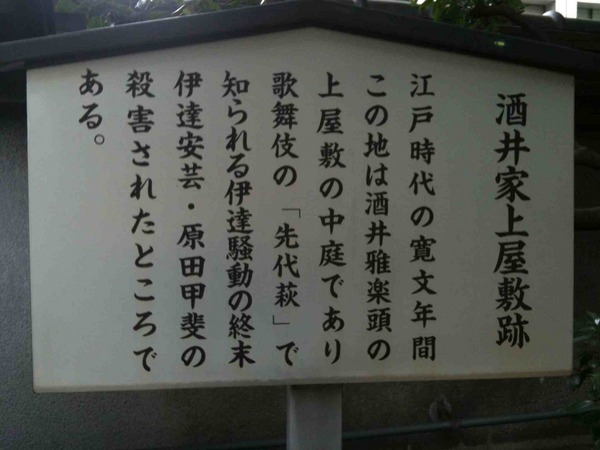 酒井家上屋敷跡
江戸時代の寛文年間
この地は酒井雅楽頭の
上屋敷の中庭であり
歌舞伎の「先代萩」で
知られる伊達騒動の終末
伊達安芸・原田甲斐の
殺害されたところで
ある。